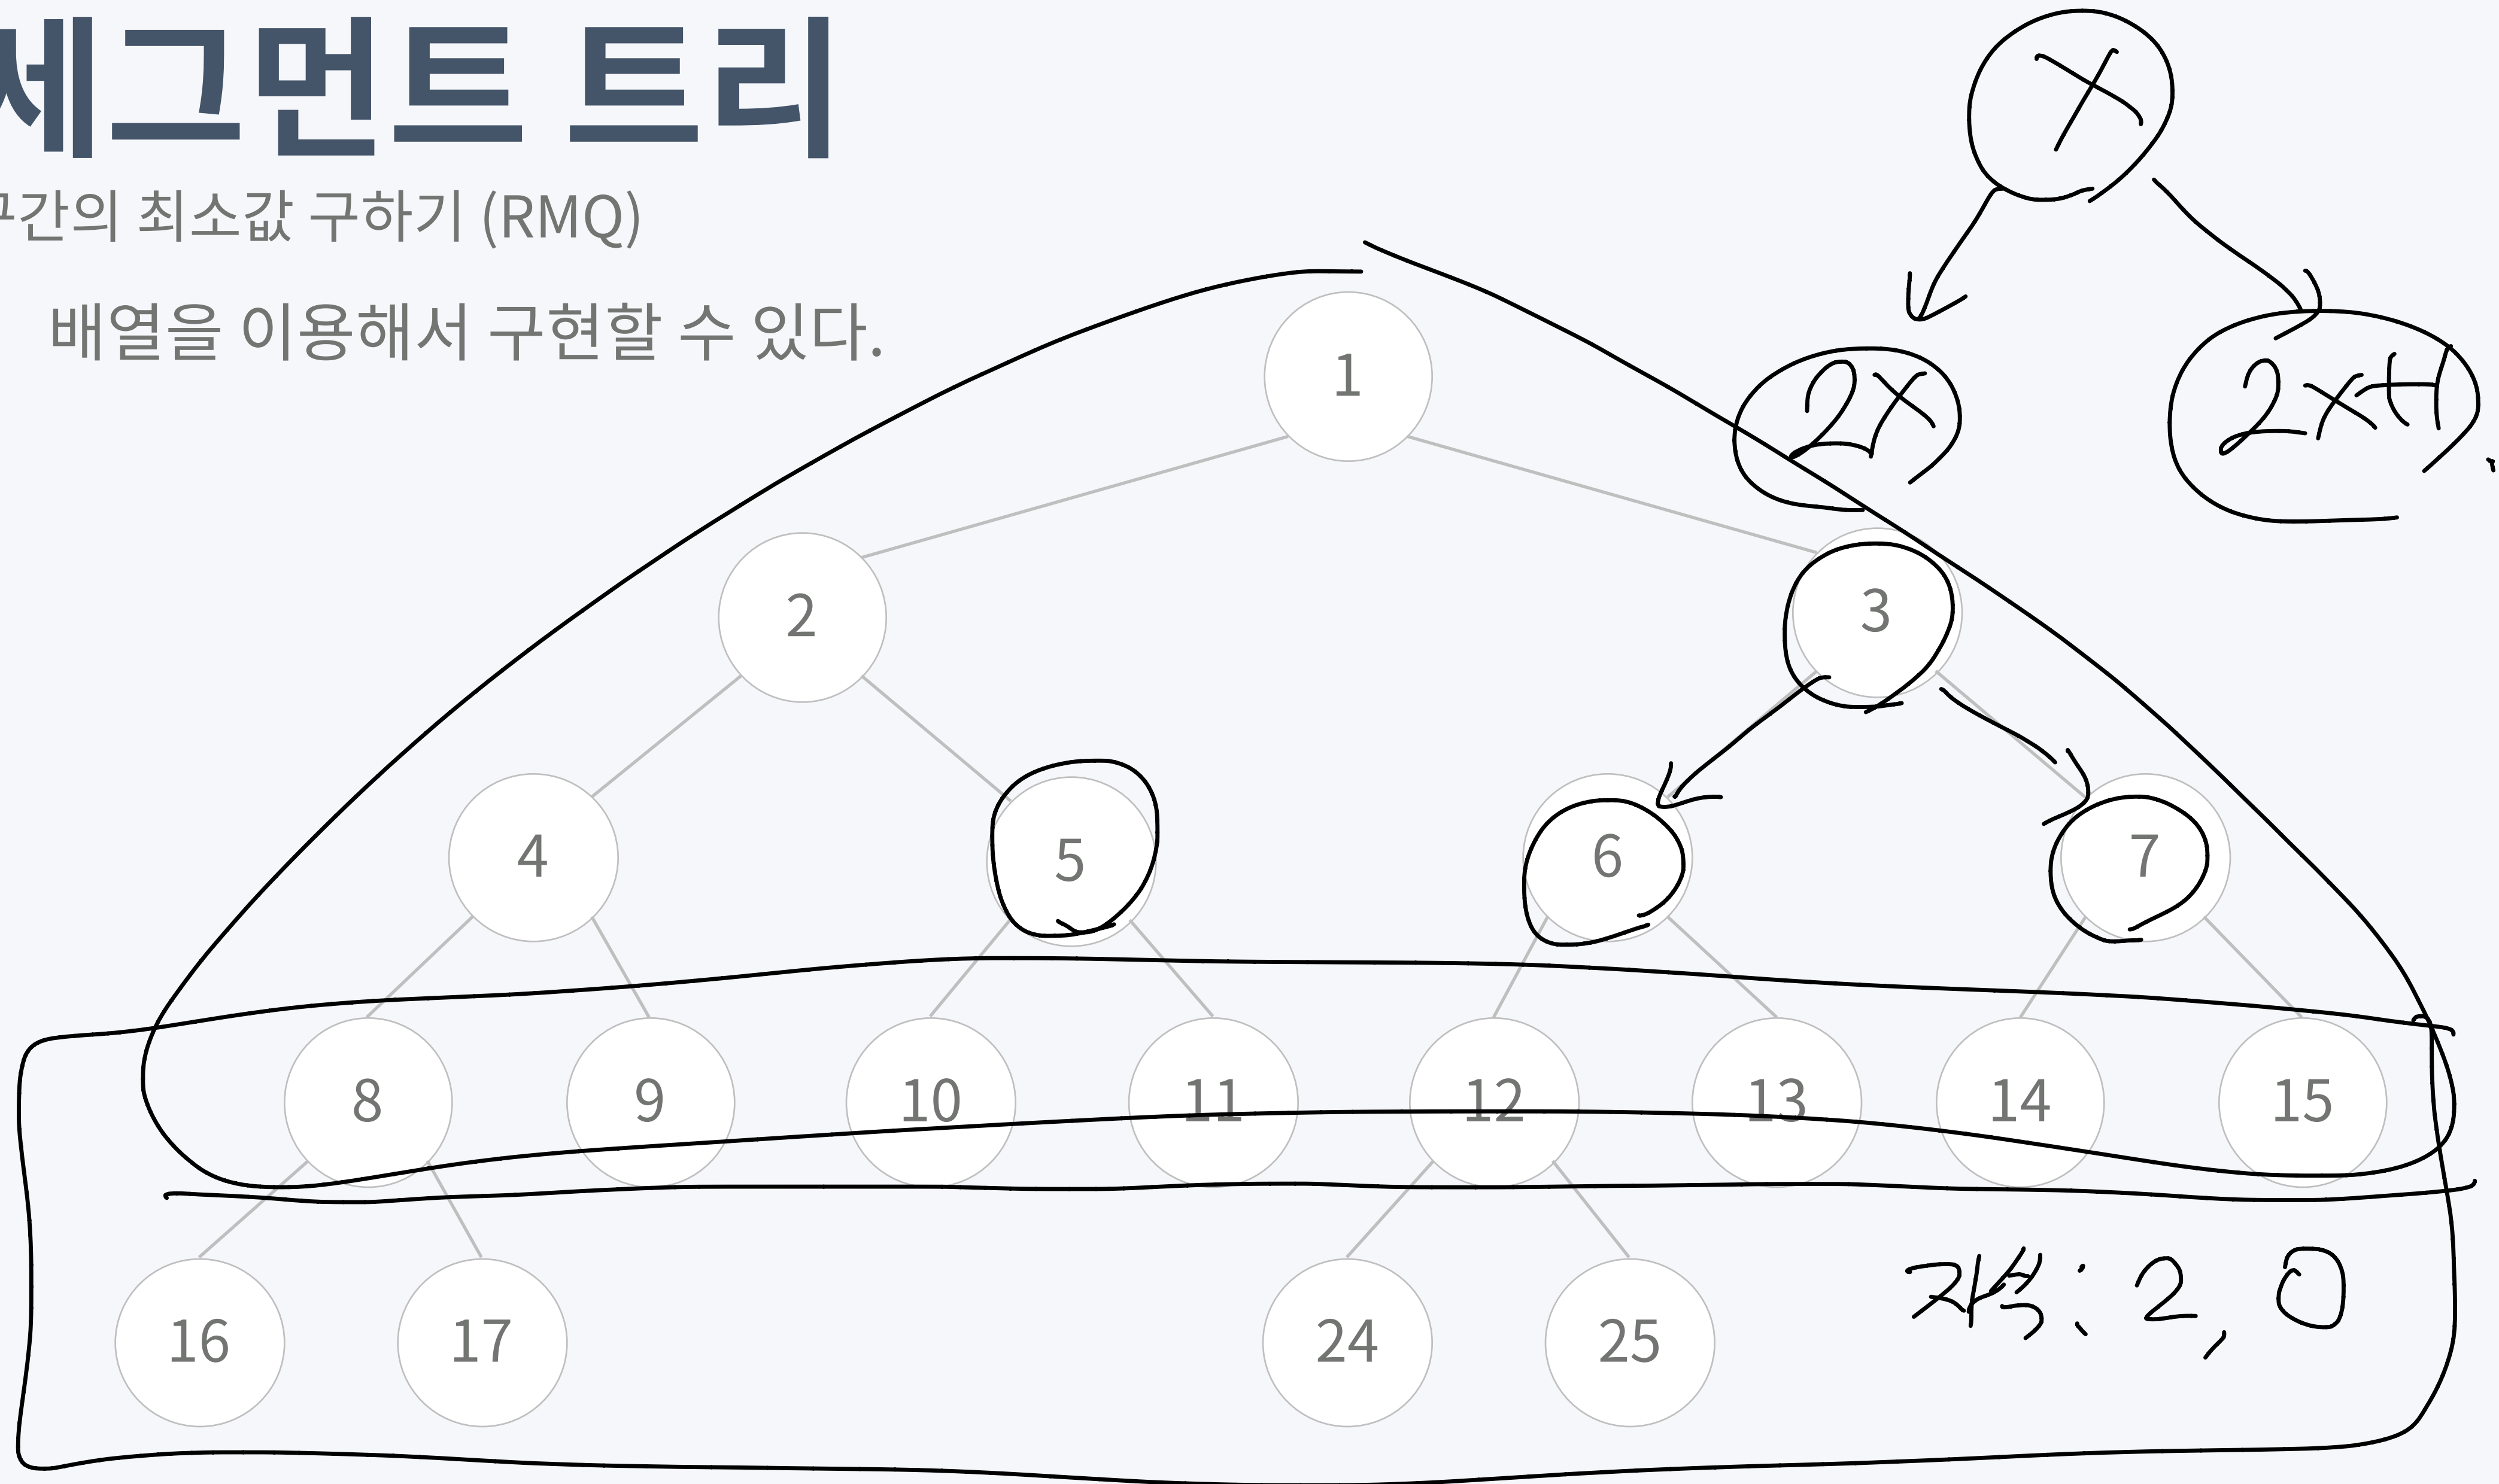 세그먼트 트리
구간의 최소값 구하기 (RMQ)
배열을 이용해서 구현할 수 있다.
x
2x 2x+1
1
2 3
4 5 6 7
8 9 10 11 12 13 14 15
16 17 24 25
자식: 2, 0